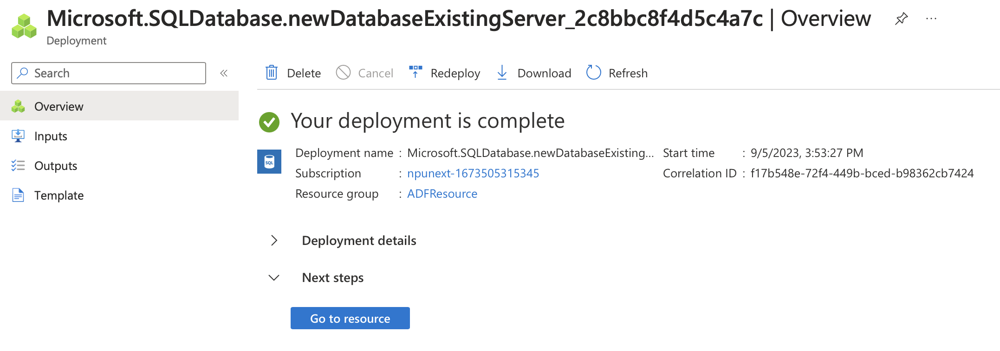 Microsoft.SQLDatabase.newDatabaseExistingServer_2c8bbc8f4d5c4a7c | Overview
Deployment
Search
Delete Cancel Redeploy Download Refresh
Overview
Inputs
Outputs
Template
Your deployment is complete
SQL
Deployment name : Microsoft.SQLDatabase.newDatabaseExisting... Start time : 9/5/2023, 3:53:27 PM
Subscription : npunext-1673505315345 Correlation ID : f17b548e-72f4-449b-bced-b98362cb7424
Resource group : ADFResource
Deployment details
Next steps
Go to resource